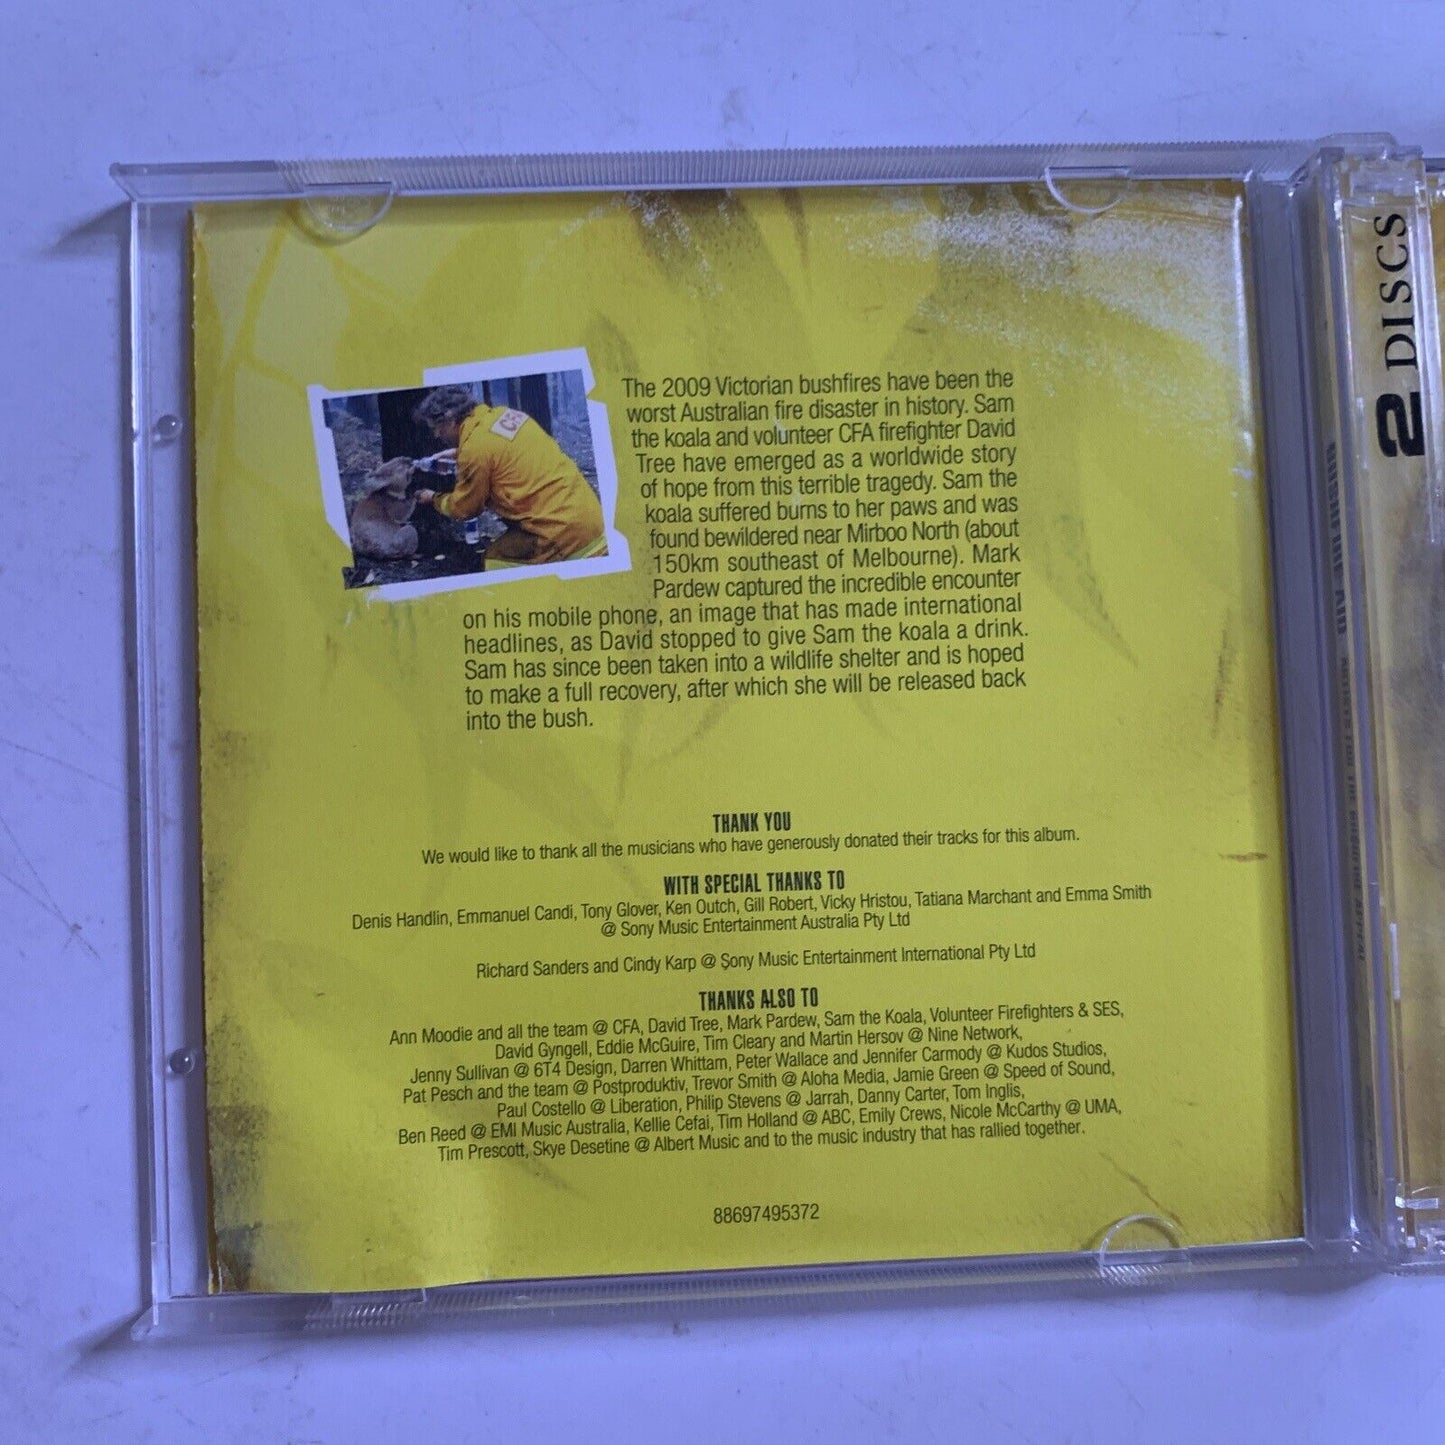 The 2009 Victorian bushfires have been the
worst Australian fire disaster in history. Sam
the koala and volunteer CFA firefighter David
Tree have emerged as a worldwide story
of hope from this terrible tragedy. Sam the
koala suffered burns to her paws and was
found bewildered near Mirboo North (about
150km southeast of Melbourne). Mark
Pardew captured the incredible encounter
on his mobile phone, an image that has made international
headlines, as David stopped to give Sam the koala a drink.
Sam has since been taken into a wildlife shelter and is hoped
to make a full recovery, after which she will be released back
into the bush.
CFA
THANK YOU
We would like to thank all the musicians who have generously donated their tracks for this album.
WITH SPECIAL THANKS TO
Denis Handlin, Emmanuel Candi, Tony Glover, Ken Outch, Gill Robert, Vicky Hristou, Tatiana Marchant and Emma Smith
@ Sony Music Entertainment Australia Pty Ltd
Richard Sanders and Cindy Karp @ Sony Music Entertainment International Pty Ltd
THANKS ALSO TO
Ann Moodie and all the team @ CFA, David Tree, Mark Pardew, Sam the Koala, Volunteer Firefighters & SES,
David Gyngell, Eddie McGuire, Tim Cleary and Martin Hersov @ Nine Network,
Jenny Sullivan @ 6T4 Design, Darren Whittam, Peter Wallace and Jennifer Carmody @ Kudos Studios,
Pat Pesch and the team @ Postproduktiv, Trevor Smith @ Aloha Media, Jamie Green @ Speed of Sound,
Paul Costello @ Liberation, Philip Stevens @ Jarrah, Danny Carter, Tom Inglis,
Ben Reed @ EMI Music Australia, Kellie Cefai, Tim Holland @ ABC, Emily Crews, Nicole McCarthy @ UMA,
Tim Prescott, Skye Desetine @ Albert Music and to the music industry that has rallied together.
88697495372
2 DISCS